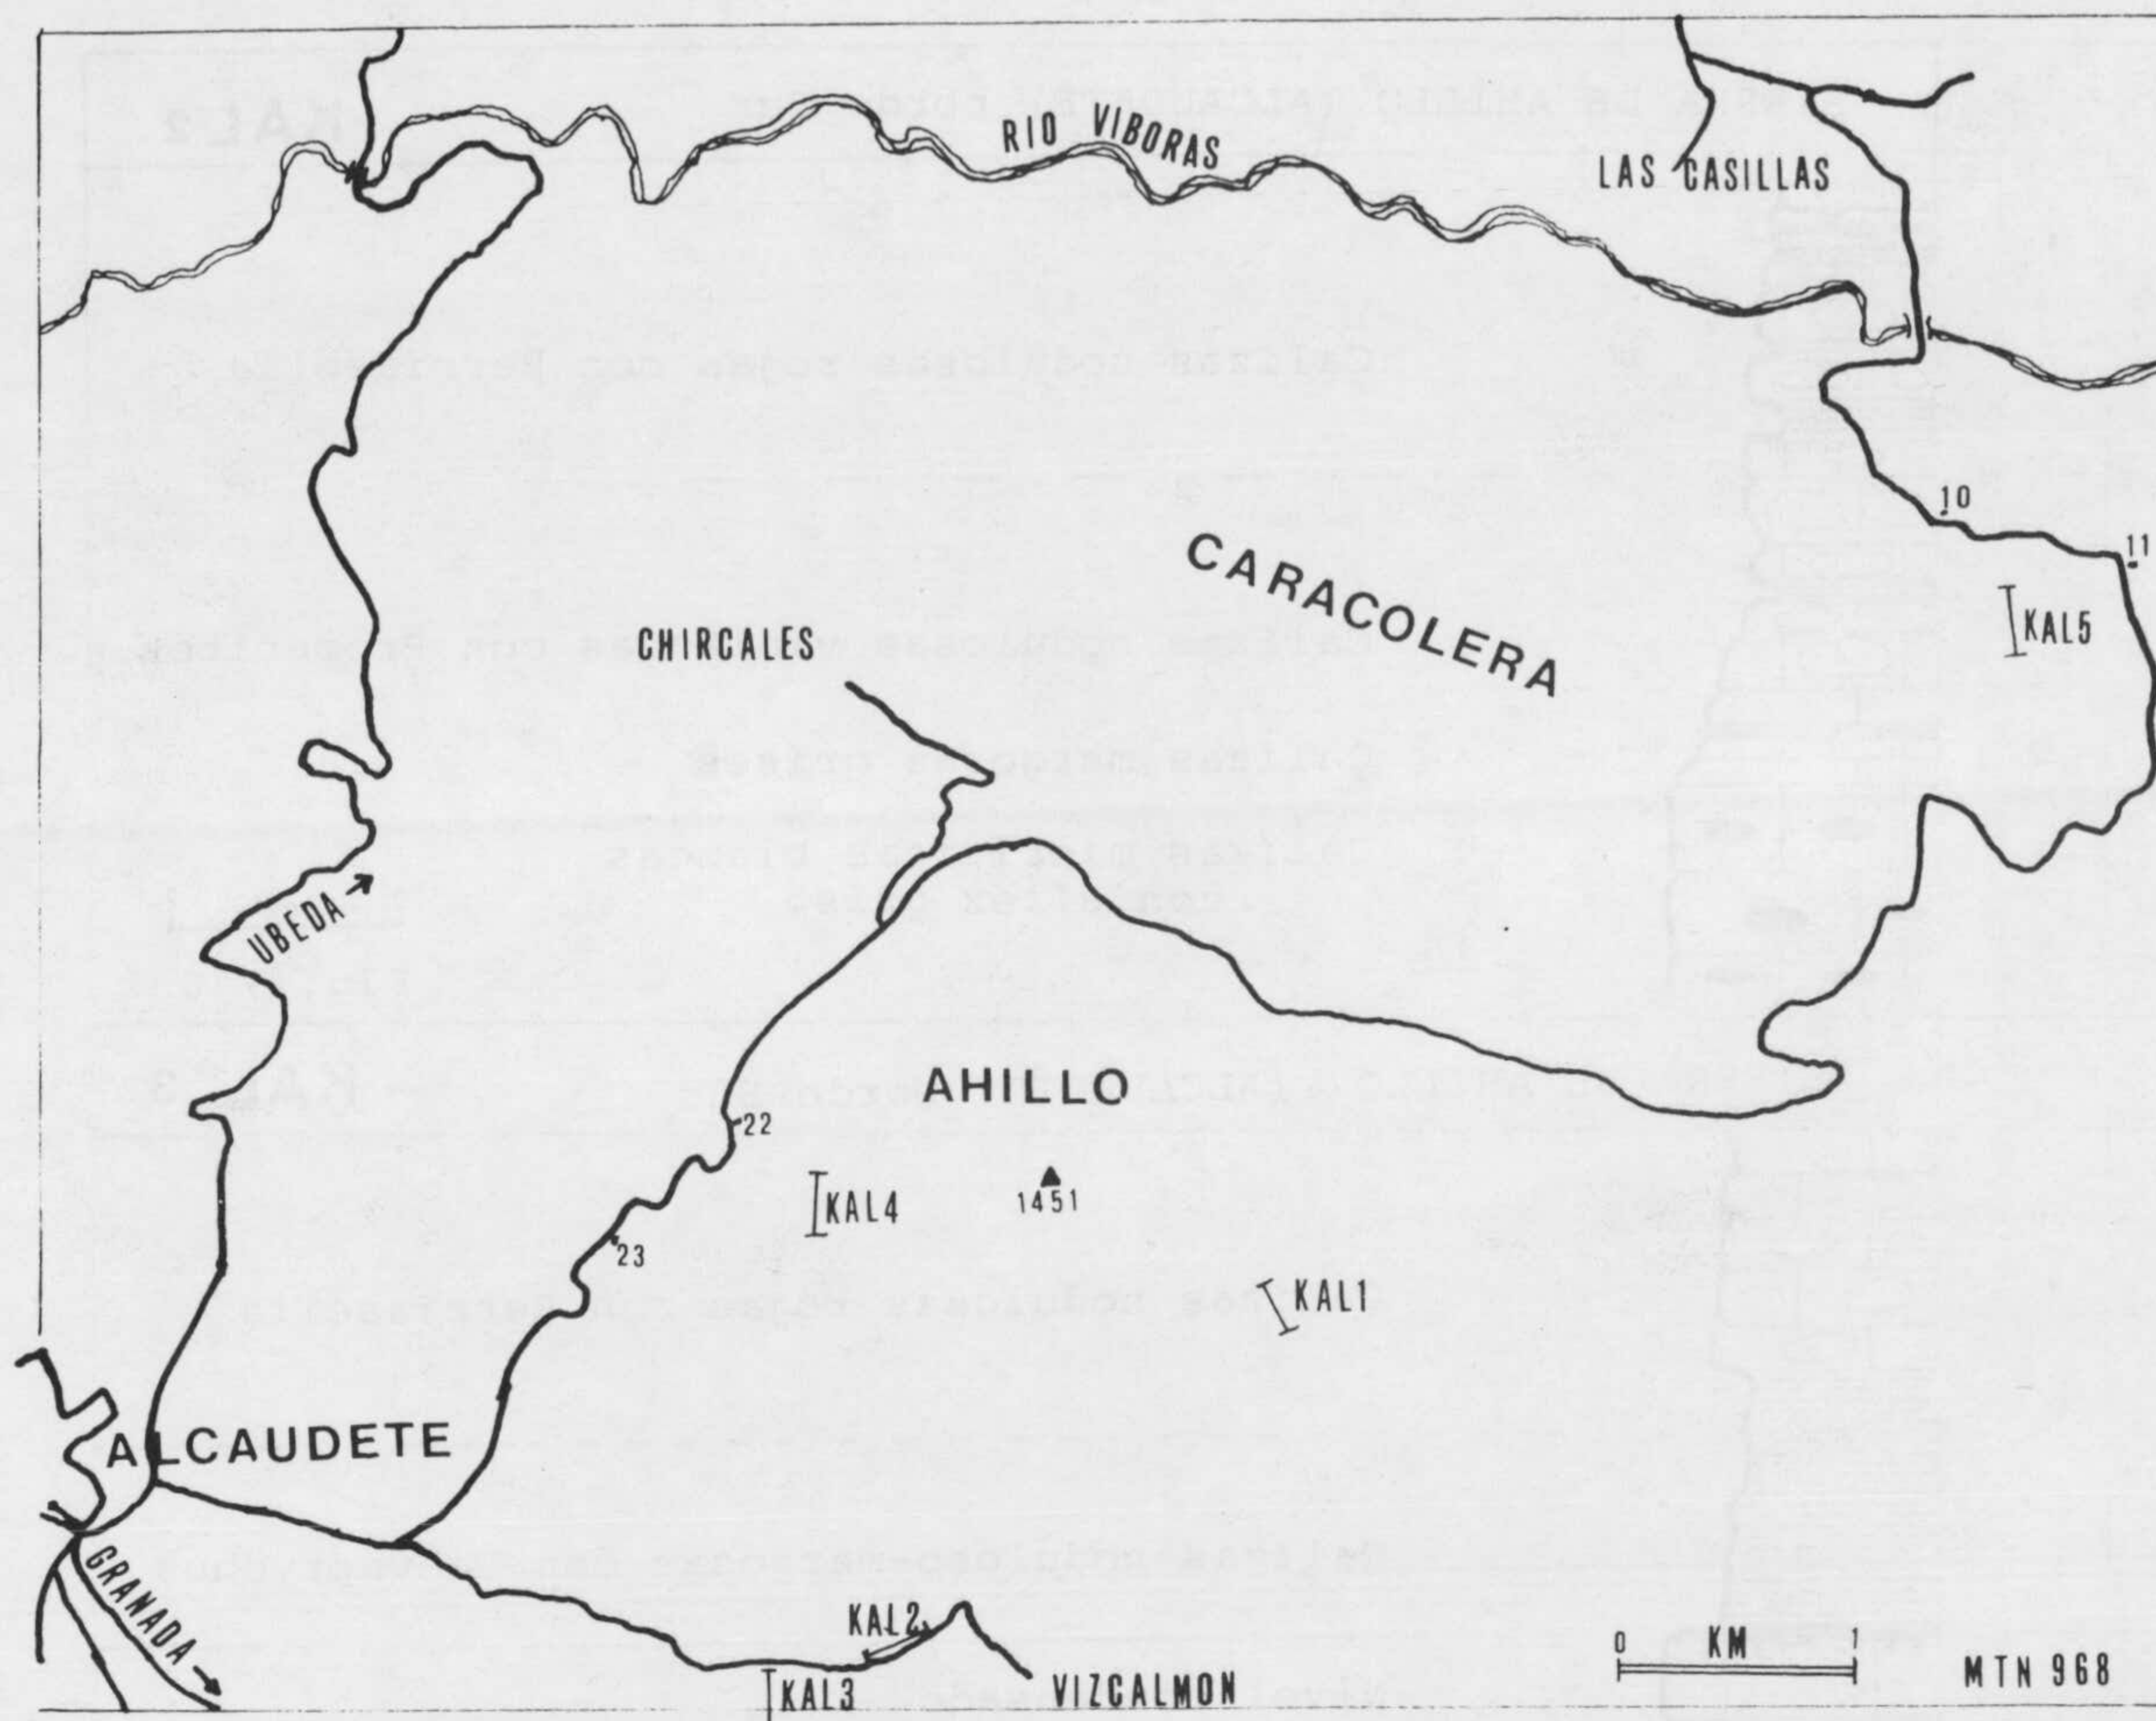 RIO VIBORAS
LAS CASILLAS
10
11
CARACOLERA
KAL5
CHIRCALES
UBEDA
AHILLO
22
KAL4
1451
23
KAL1
ALCAUDETE
GRANADA
KAL2
KAL3
VIZCALMON
0 KM 1
MTN 968